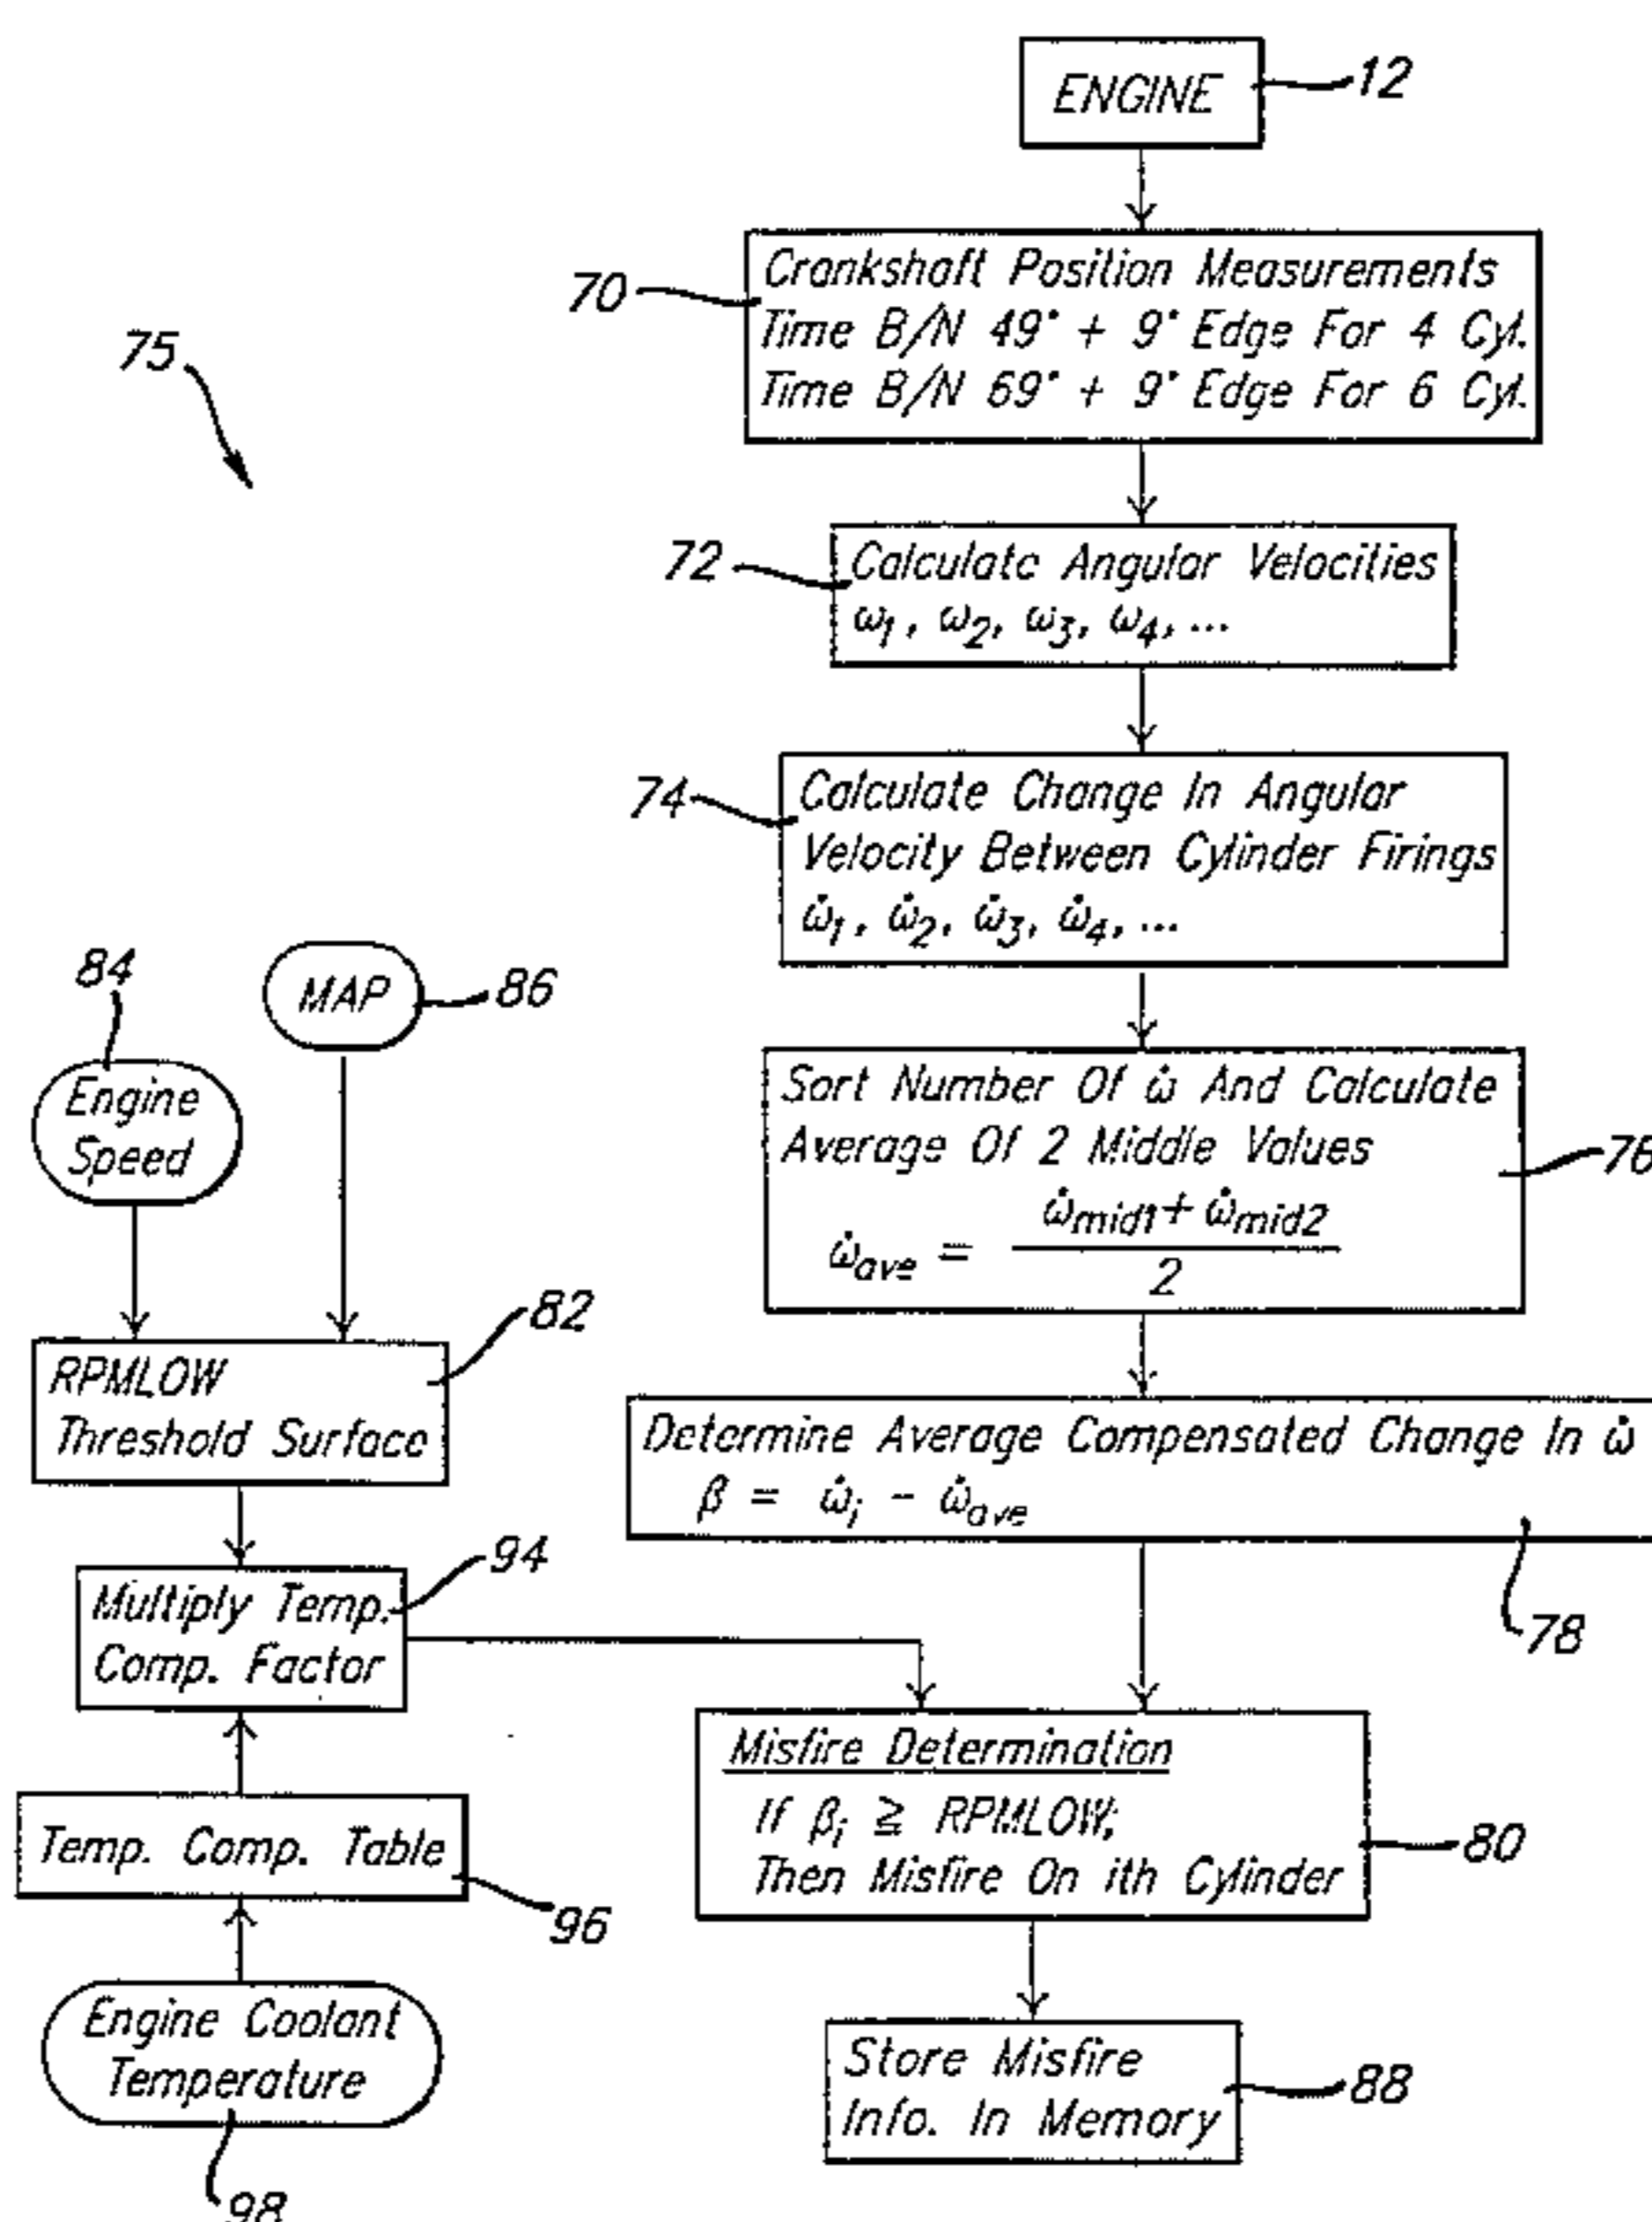 ENGINE
12
70
Crankshaft Position Measurements
Time B/N 49° + 9° Edge For 4 Cyl.
Time B/N 69° + 9° Edge For 6 Cyl.
75
72
Calculate Angular Velocities
ω1, ω2, ω3, ω4, ...
74
Calculate Change In Angular
Velocity Between Cylinder Firings
ω̇1, ω̇2, ω̇3, ω̇4, ...
84
MAP
86
Engine
Speed
Sort Number Of ω̇ And Calculate
Average Of 2 Middle Values
ω̇ave = (ω̇mid1 + ω̇mid2) / 2
76
82
RPMLOW
Threshold Surface
Determine Average Compensated Change In ω̇
β = ω̇i - ω̇ave
78
94
Multiply Temp.
Comp. Factor
Misfire Determination
If βi ≧ RPMLOW;
Then Misfire On ith Cylinder
80
Temp. Comp. Table
96
Engine Coolant
Temperature
98
Store Misfire
Info. In Memory
88